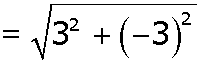 = √(3² + (−3)²)